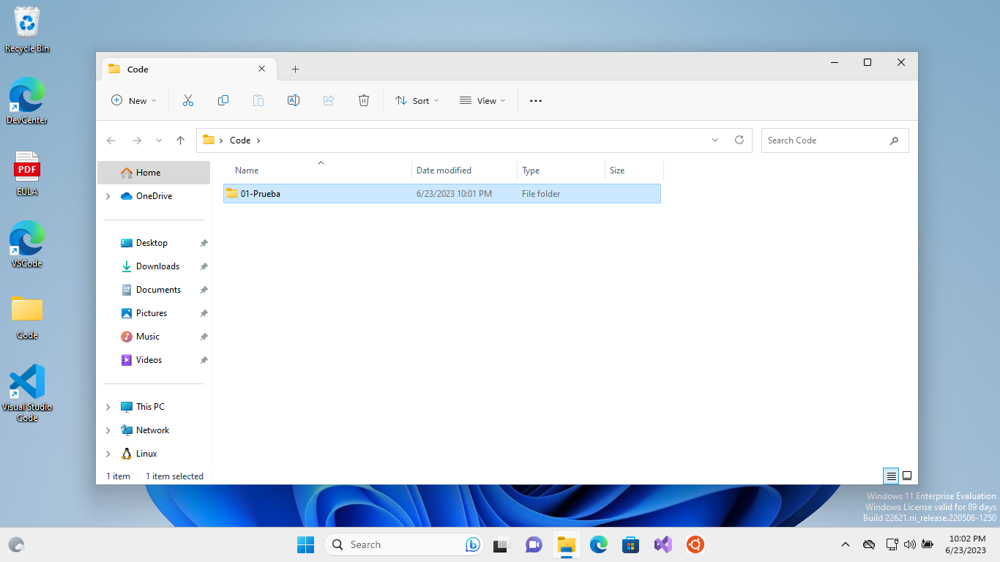 Recycle Bin
DevCenter
PDF
EULA
VSCode
Code
Visual Studio
Code
Code
New
Sort
View
Code
Search Code
Home
OneDrive
Desktop
Downloads
Documents
Pictures
Music
Videos
This PC
Network
Linux
Name Date modified Type Size
01-Prueba 6/23/2023 10:01 PM File folder
1 item 1 item selected
Windows 11 Enterprise Evaluation
Windows License valid for 89 days
Build 22621.ni_release.220506-1250
Search
10:02 PM
6/23/2023